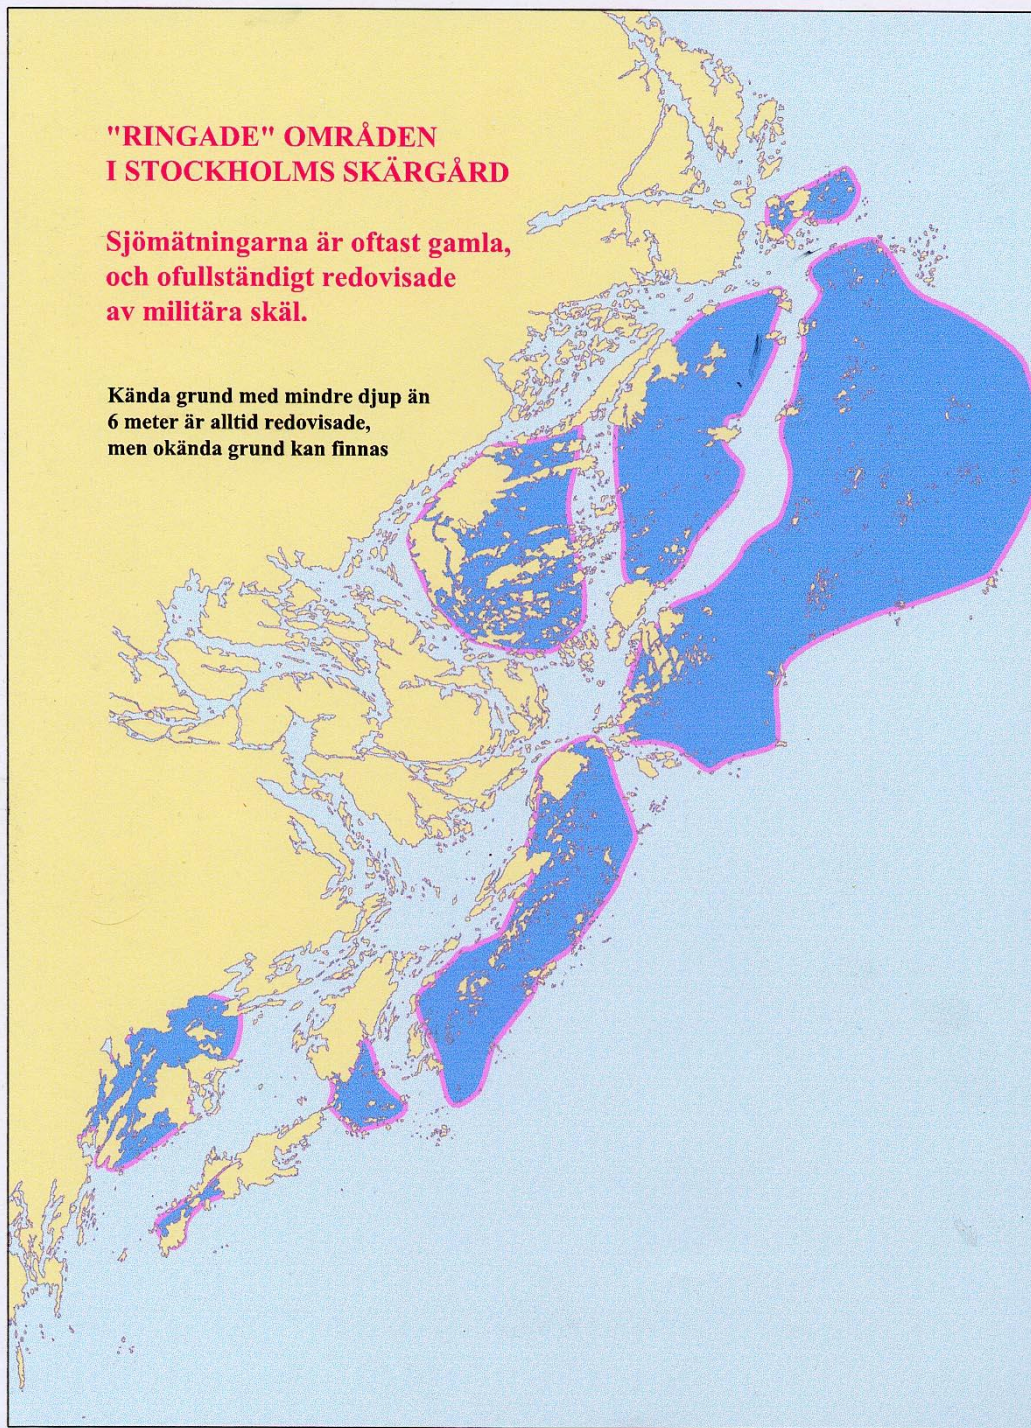 "RINGADE" OMRÅDEN
I STOCKHOLMS SKÄRGÅRD
Sjömätningarna är oftast gamla,
och ofullständigt redovisade
av militära skäl.
Kända grund med mindre djup än
6 meter är alltid redovisade,
men okända grund kan finnas